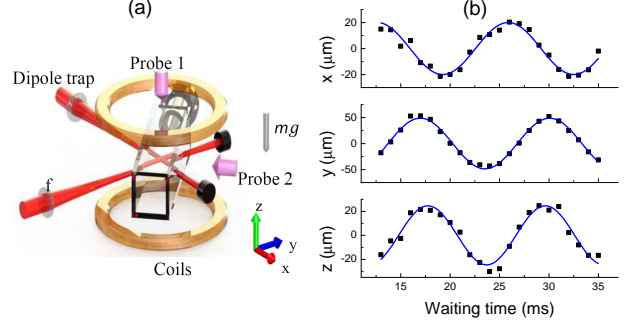 (a)
Dipole trap
Probe 1
mg
f
Probe 2
z
y
x
Coils
(b)
x (μm)
20
0
-20
y (μm)
50
0
-50
z (μm)
20
0
-20
15 20 25 30 35
Waiting time (ms)